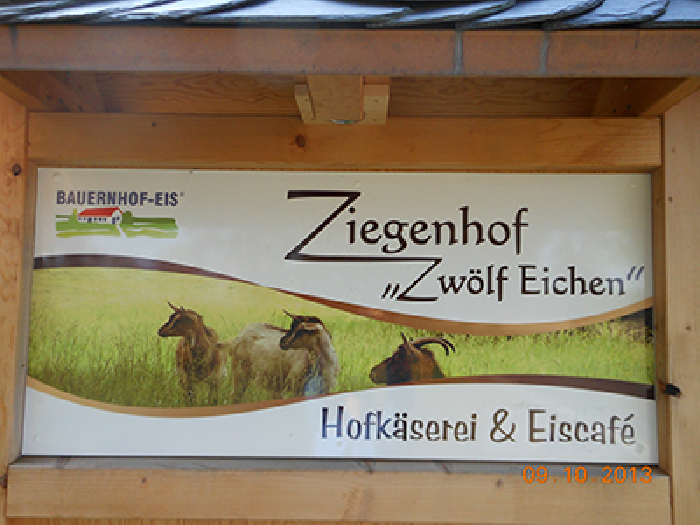 BAUERNHOF-EIS®
Ziegenhof
„Zwölf Eichen“
Hofkäserei & Eiscafé
09.10.2013